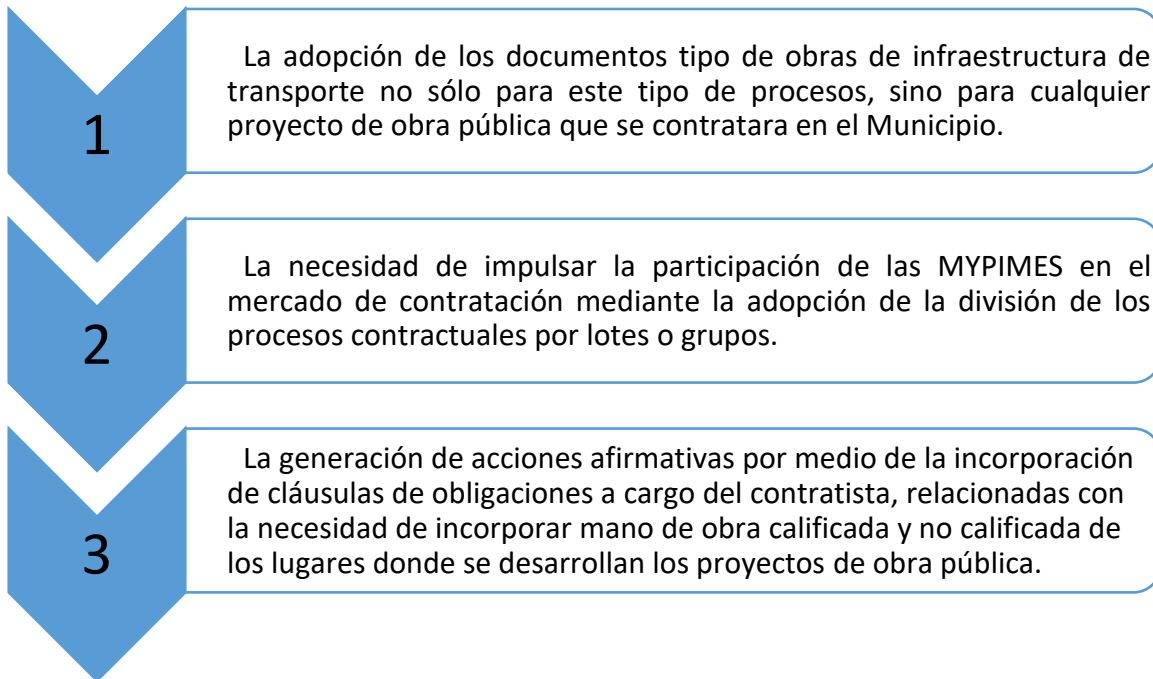 1
La adopción de los documentos tipo de obras de infraestructura de
transporte no sólo para este tipo de procesos, sino para cualquier
proyecto de obra pública que se contratara en el Municipio.
2
La necesidad de impulsar la participación de las MYPIMES en el
mercado de contratación mediante la adopción de la división de los
procesos contractuales por lotes o grupos.
3
La generación de acciones afirmativas por medio de la incorporación
de cláusulas de obligaciones a cargo del contratista, relacionadas con
la necesidad de incorporar mano de obra calificada y no calificada de
los lugares donde se desarrollan los proyectos de obra pública.